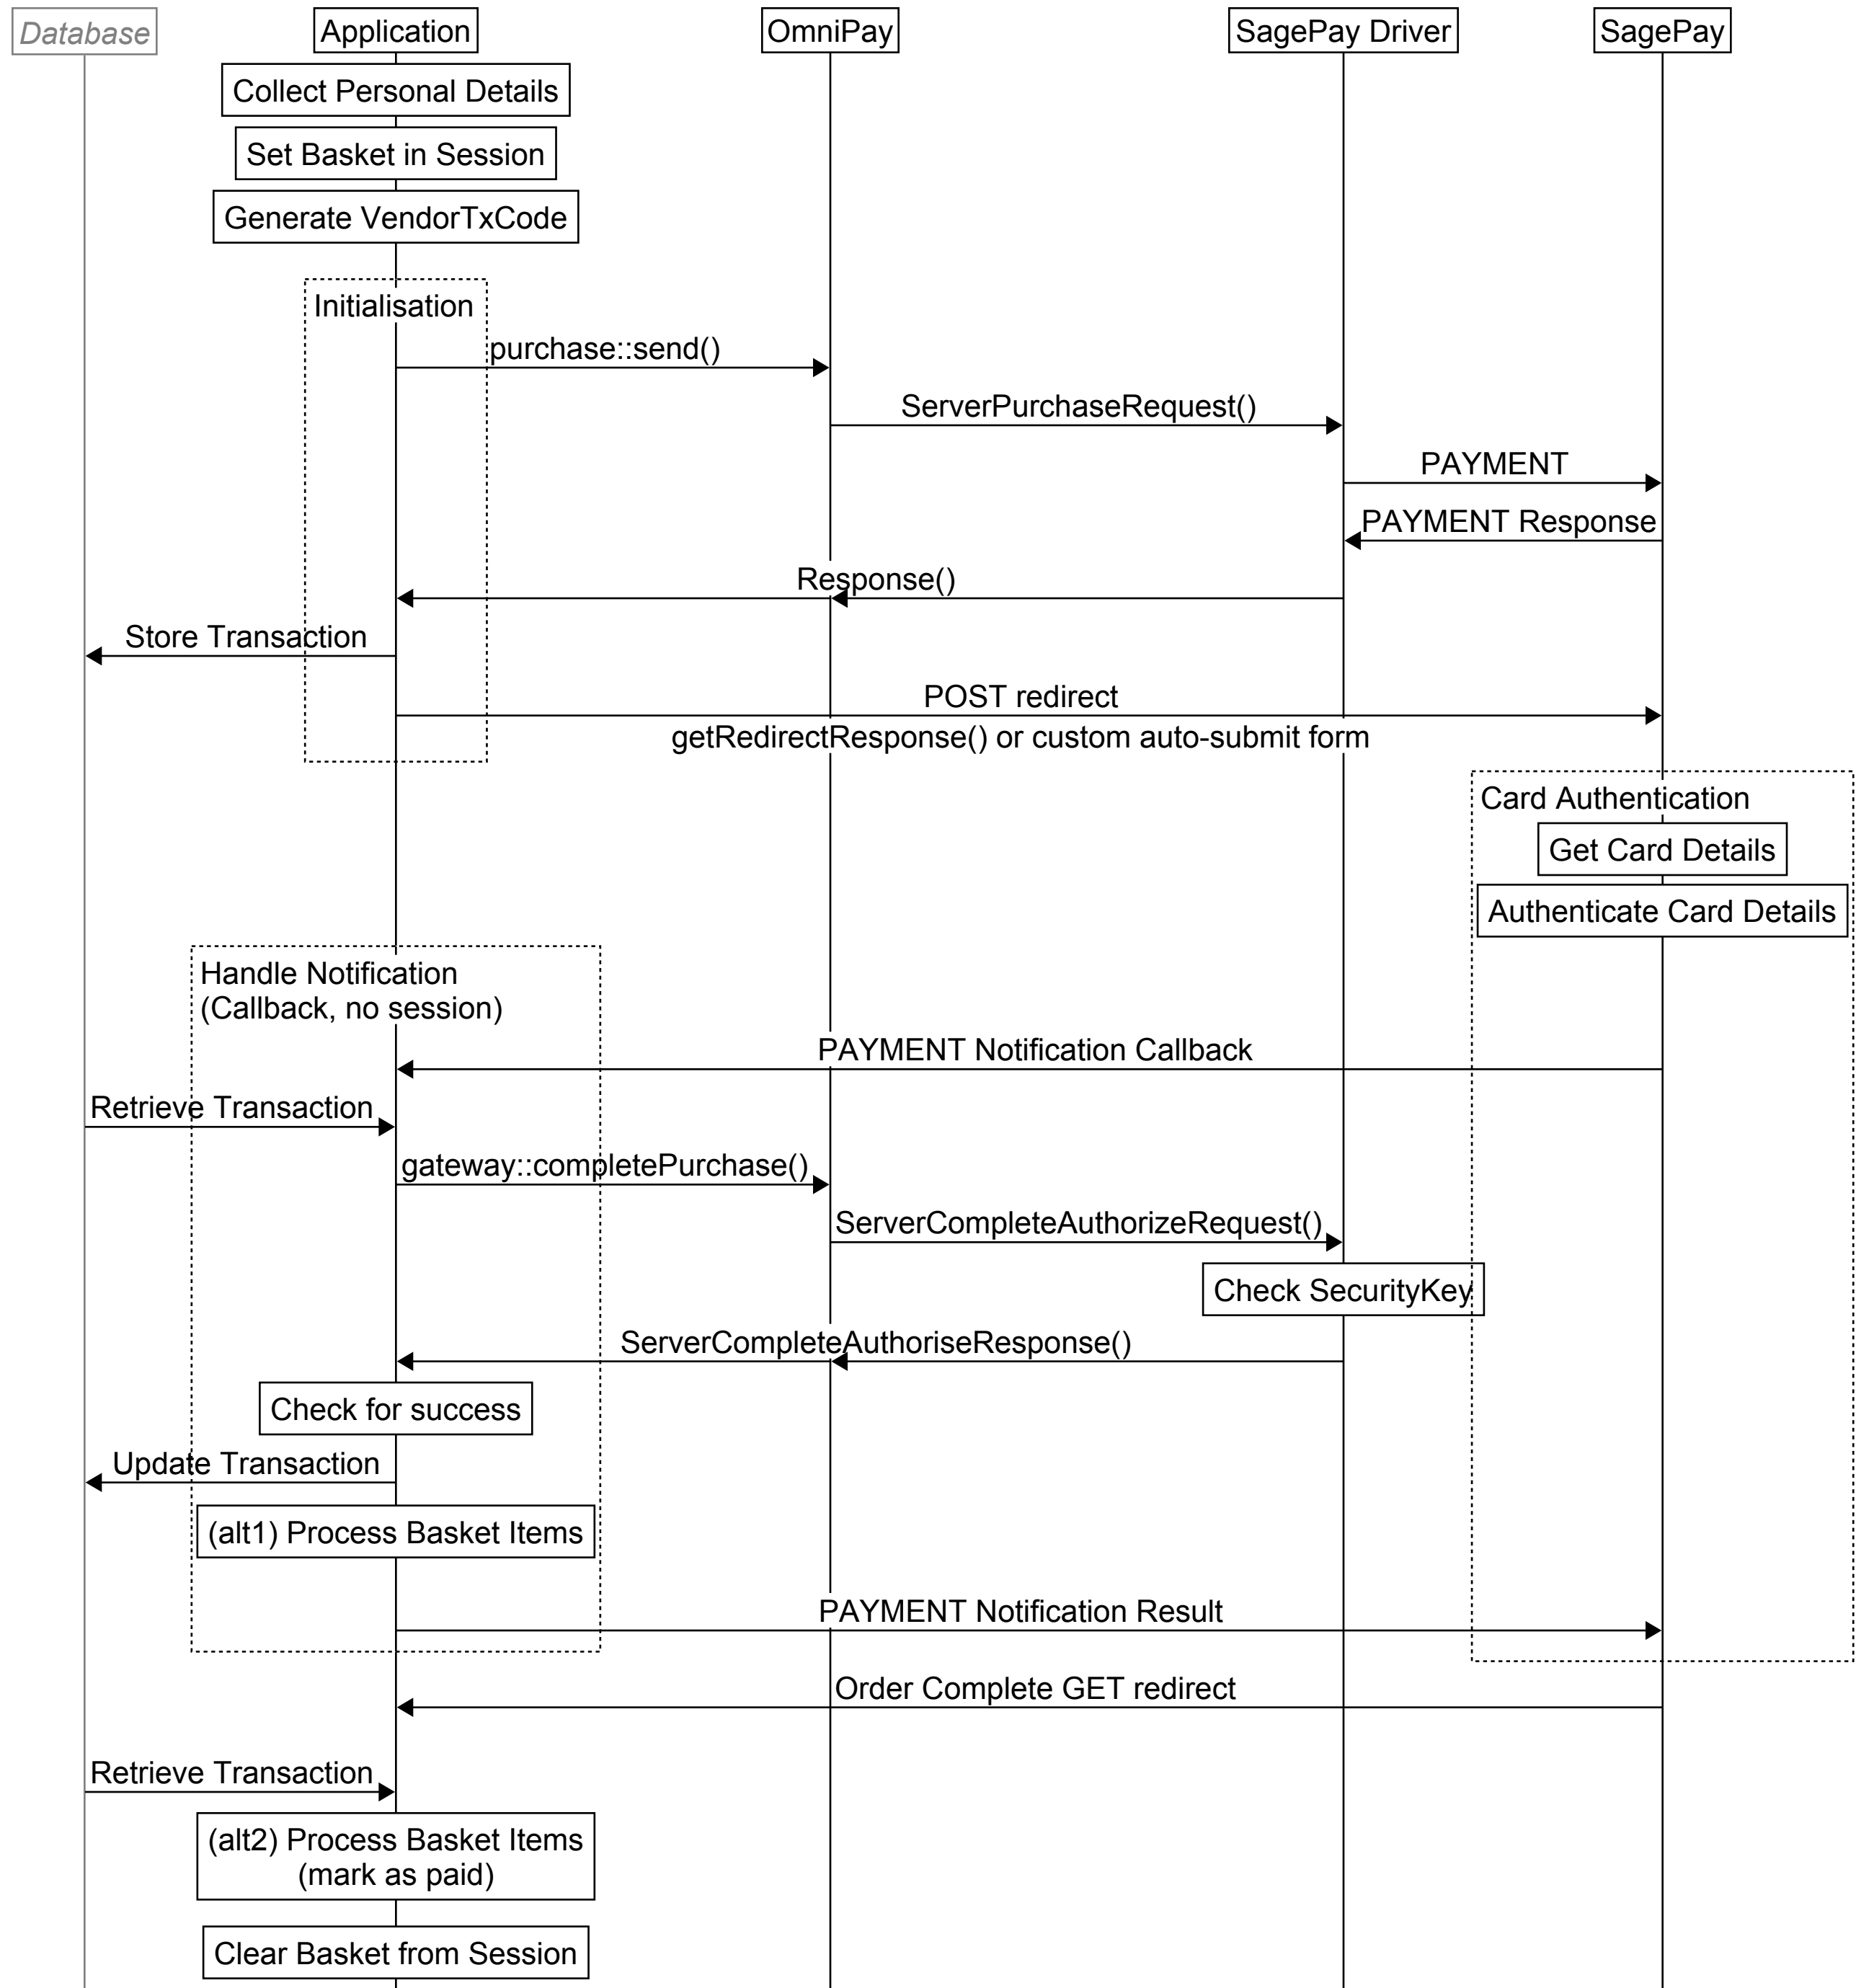 Database
Application
OmniPay
SagePay Driver
SagePay
Collect Personal Details
Set Basket in Session
Generate VendorTxCode
Initialisation
purchase::send()
ServerPurchaseRequest()
PAYMENT
PAYMENT Response
Response()
Store Transaction
POST redirect
getRedirectResponse() or custom auto-submit form
Card Authentication
Get Card Details
Authenticate Card Details
Handle Notification
(Callback, no session)
PAYMENT Notification Callback
Retrieve Transaction
gateway::completePurchase()
ServerCompleteAuthorizeRequest()
Check SecurityKey
ServerCompleteAuthoriseResponse()
Check for success
Update Transaction
(alt1) Process Basket Items
PAYMENT Notification Result
Order Complete GET redirect
Retrieve Transaction
(alt2) Process Basket Items
(mark as paid)
Clear Basket from Session